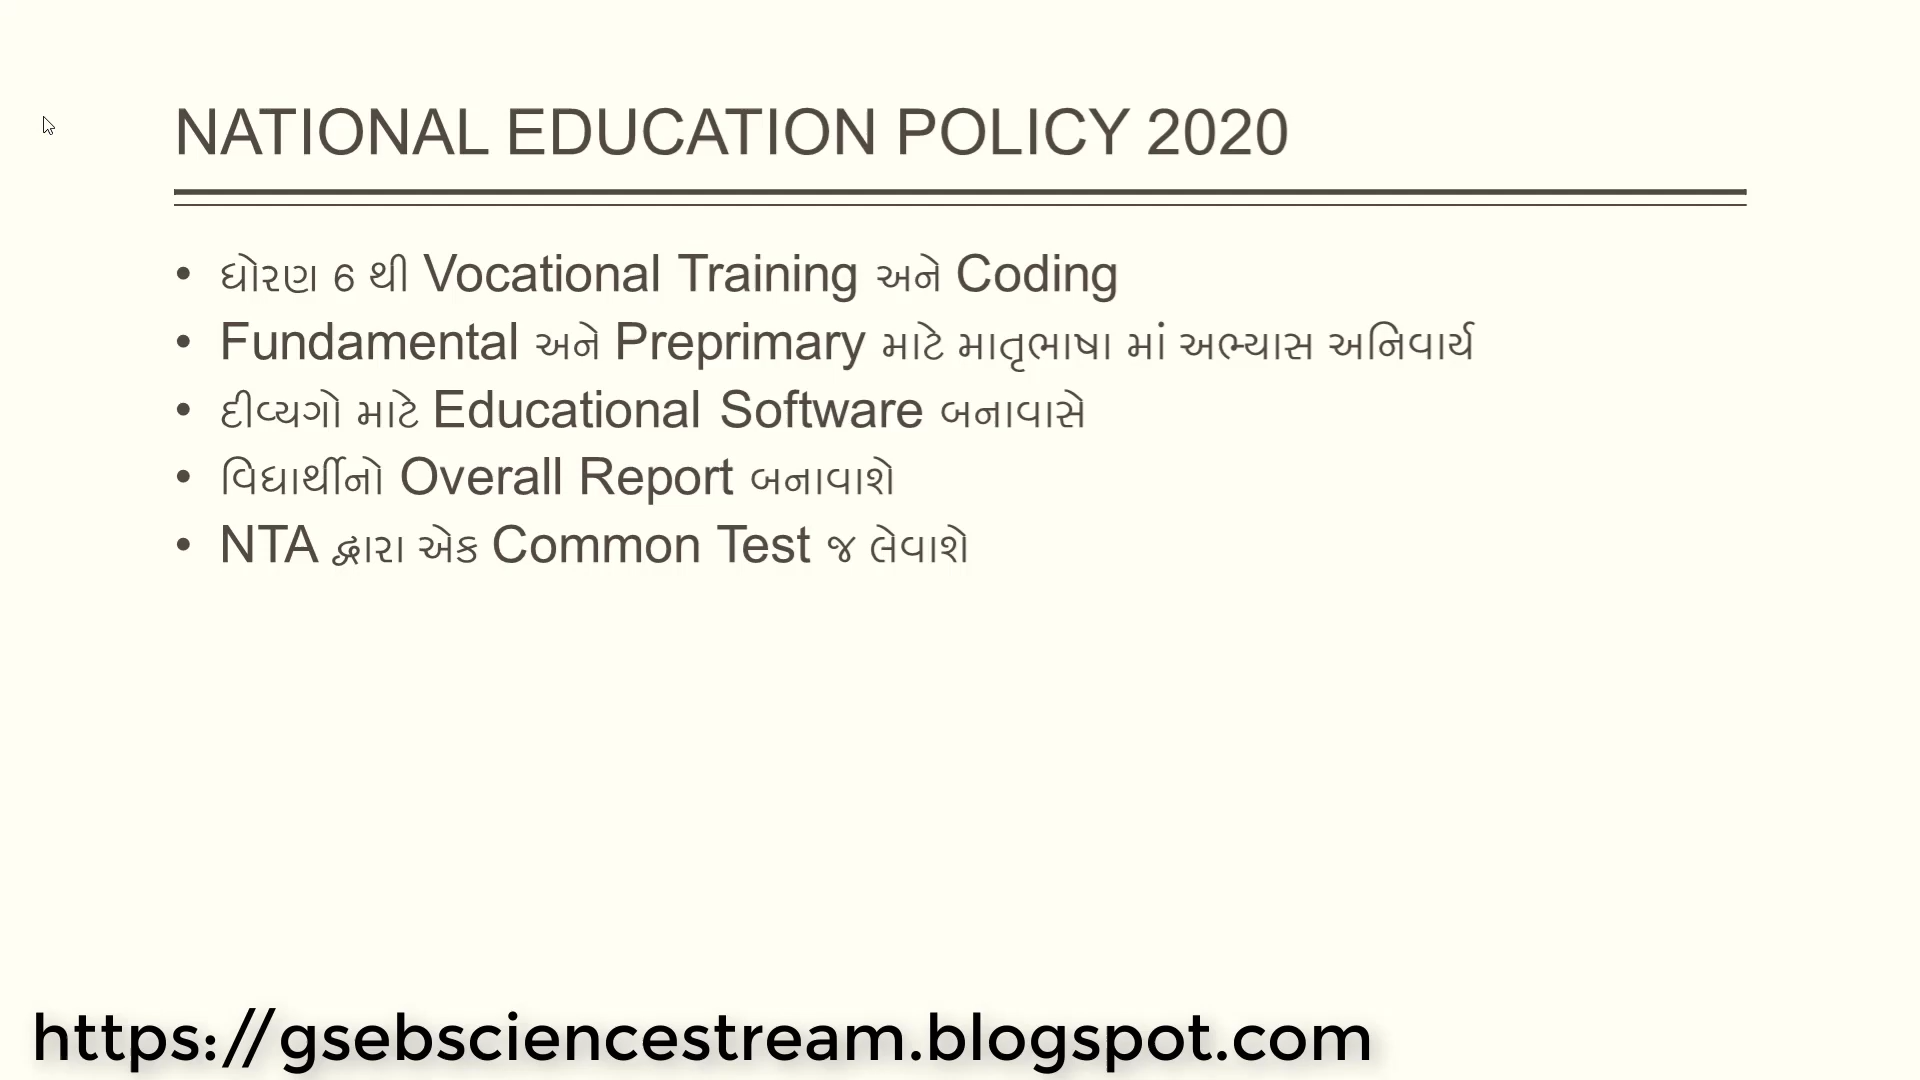 NATIONAL EDUCATION POLICY 2020
• ધોરણ 6 થી Vocational Training અને Coding
• Fundamental અને Preprimary માટે માતૃભાષા માં અભ્યાસ અનિવાર્ય
• દીવ્યગો માટે Educational Software બનાવાસે
• વિદ્યાર્થીનો Overall Report બનાવાશે
• NTA દ્વારા એક Common Test જ લેવાશે
https://gsebsciencestream.blogspot.com